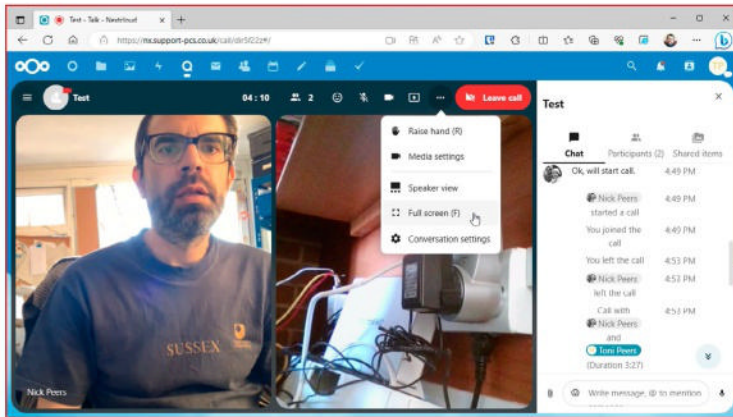 Test - Talk - Nextcloud
https://nx.support-pcs.co.uk/call/dir5f22z#/
Test
04 : 10
2
Leave call
TP
Raise hand (R)
Media settings
Speaker view
Full screen (F)
Conversation settings
SUSSEX
Nick Peers
Test
Chat
Participants (2)
Shared items
Ok, will start call.
4:49 PM
Nick Peers
4:49 PM
started a call
You joined the
4:49 PM
call
You left the call
4:53 PM
Nick Peers
4:53 PM
left the call
Call with
4:53 PM
Nick Peers
and
Toni Peers
(Duration 3:27)
Write message, @ to mention